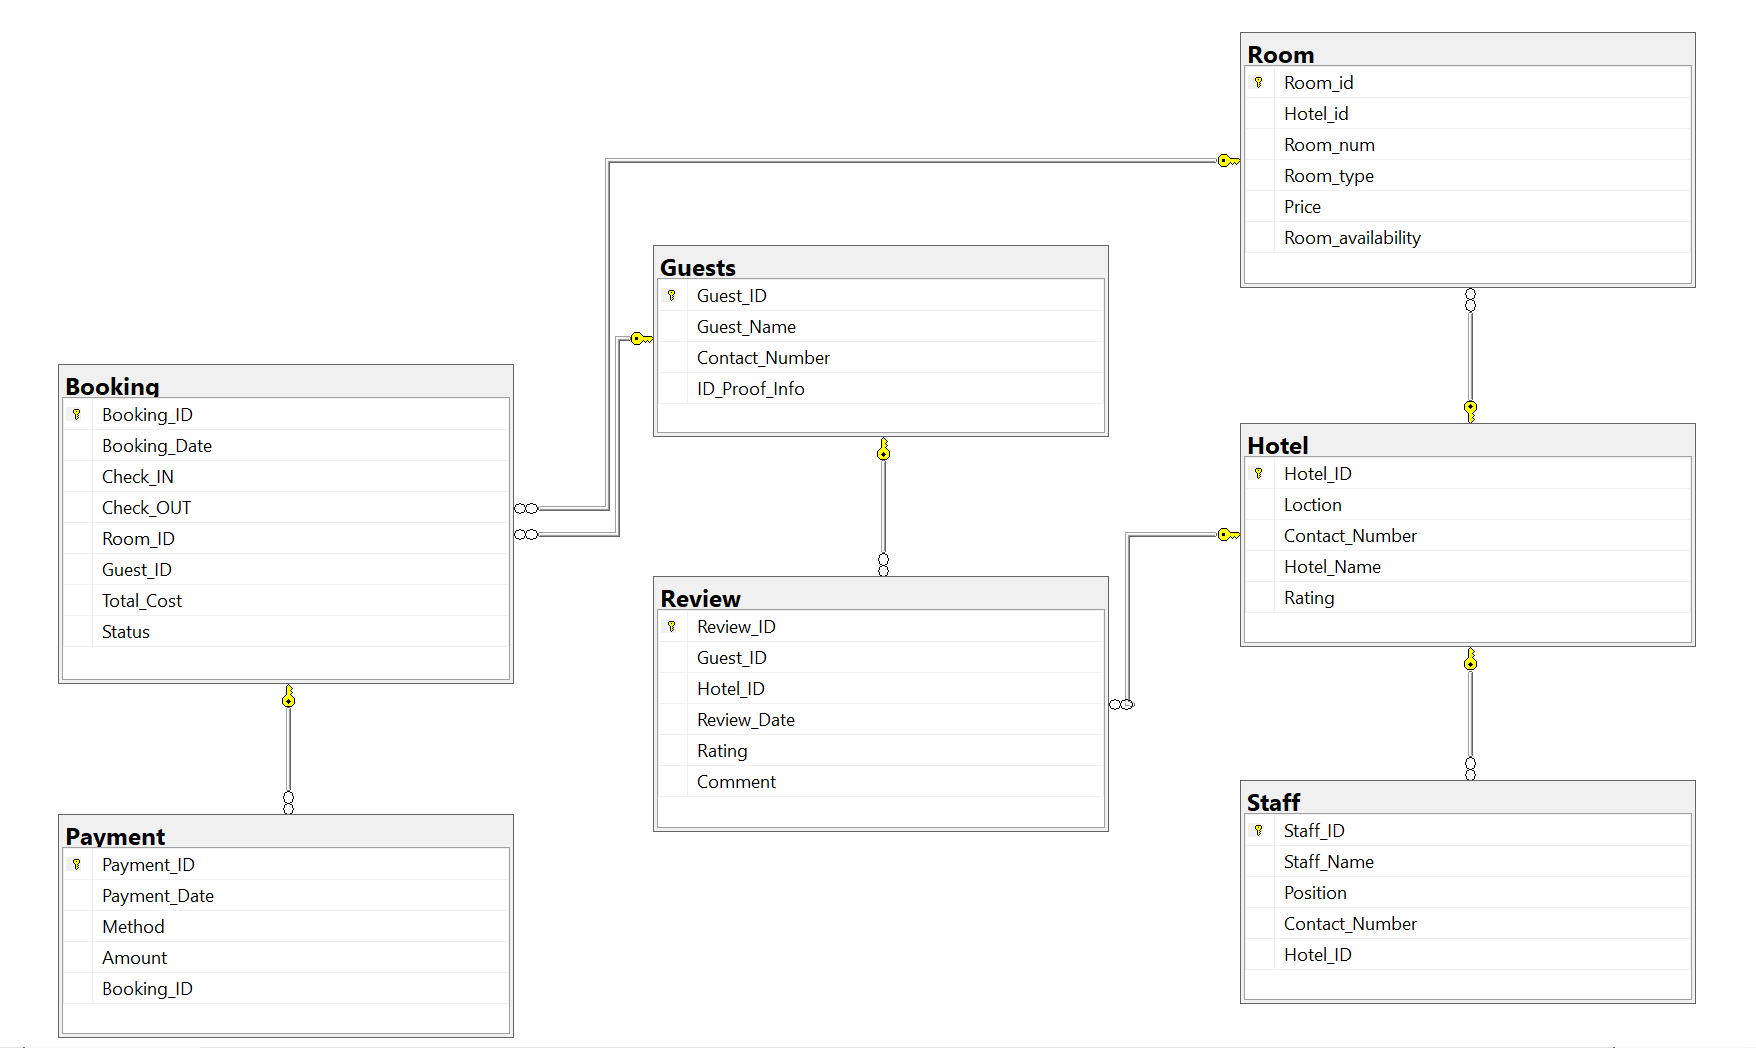 Room
Room_id
Hotel_id
Room_num
Room_type
Price
Room_availability
Guests
Guest_ID
Guest_Name
Contact_Number
ID_Proof_Info
Booking
Booking_ID
Booking_Date
Check_IN
Check_OUT
Room_ID
Guest_ID
Total_Cost
Status
Hotel
Hotel_ID
Loction
Contact_Number
Hotel_Name
Rating
Review
Review_ID
Guest_ID
Hotel_ID
Review_Date
Rating
Comment
Payment
Payment_ID
Payment_Date
Method
Amount
Booking_ID
Staff
Staff_ID
Staff_Name
Position
Contact_Number
Hotel_ID